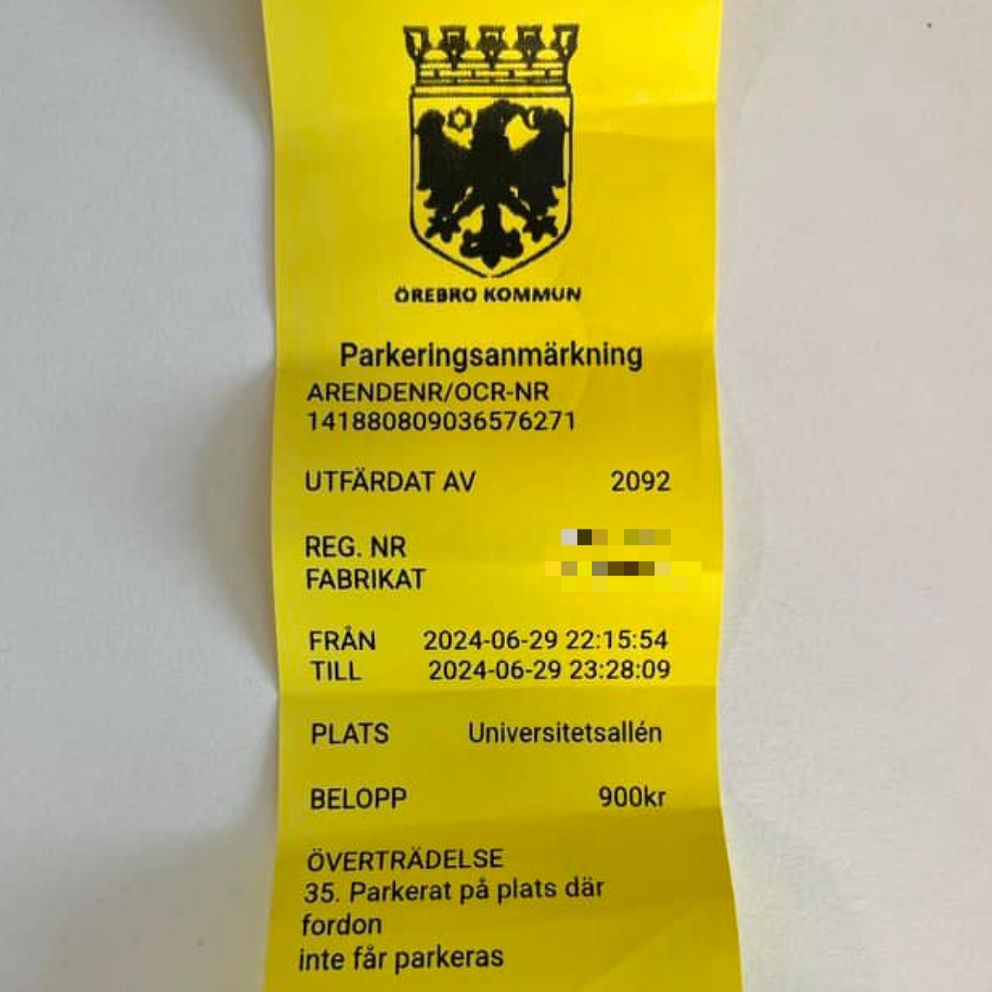 ÖREBRO KOMMUN
Parkeringsanmärkning
ARENDENR/OCR-NR
141880809036576271
UTFÄRDAT AV 2092
REG. NR
FABRIKAT
FRÅN 2024-06-29 22:15:54
TILL 2024-06-29 23:28:09
PLATS Universitetsallén
BELOPP 900kr
ÖVERTRÄDELSE
35. Parkerat på plats där
fordon
inte får parkeras